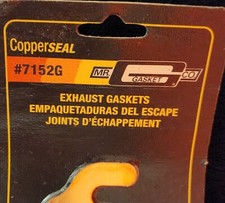 CopperSEAL
#7152G
MR GASKET CO
EXHAUST GASKETS
EMPAQUETADURAS DEL ESCAPE
JOINTS D'ÉCHAPPEMENT